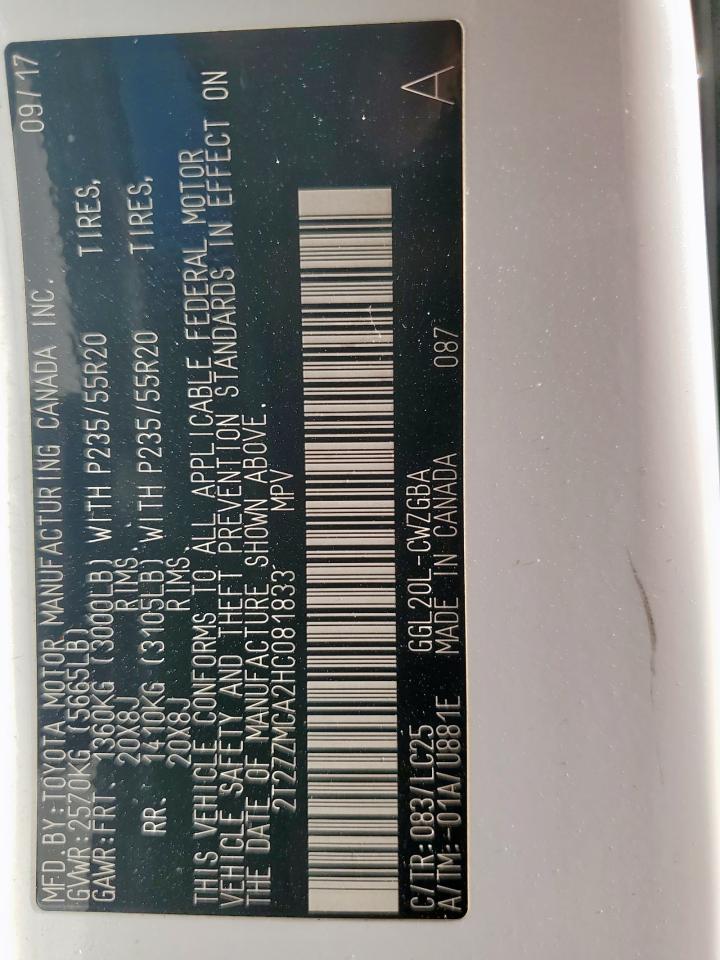 MFD.BY:TOYOTA MOTOR MANUFACTURING CANADA INC. 09/17
GVWR:2570KG (5665LB)
GAWR:FRT 1360KG (3000LB) WITH P235/55R20 TIRES,
20X8J RIMS.
RR. 1410KG (3105LB) WITH P235/55R20 TIRES,
20X8J RIMS.
THIS VEHICLE CONFORMS TO ALL APPLICABLE FEDERAL MOTOR
VEHICLE SAFETY AND THEFT PREVENTION STANDARDS IN EFFECT ON
THE DATE OF MANUFACTURE SHOWN ABOVE.
2T2ZZMCA2HC081833 MPV
C/TR:083/LC25 GGL20L-CWZGBA A
A/TM:-01A/U881E MADE IN CANADA 087